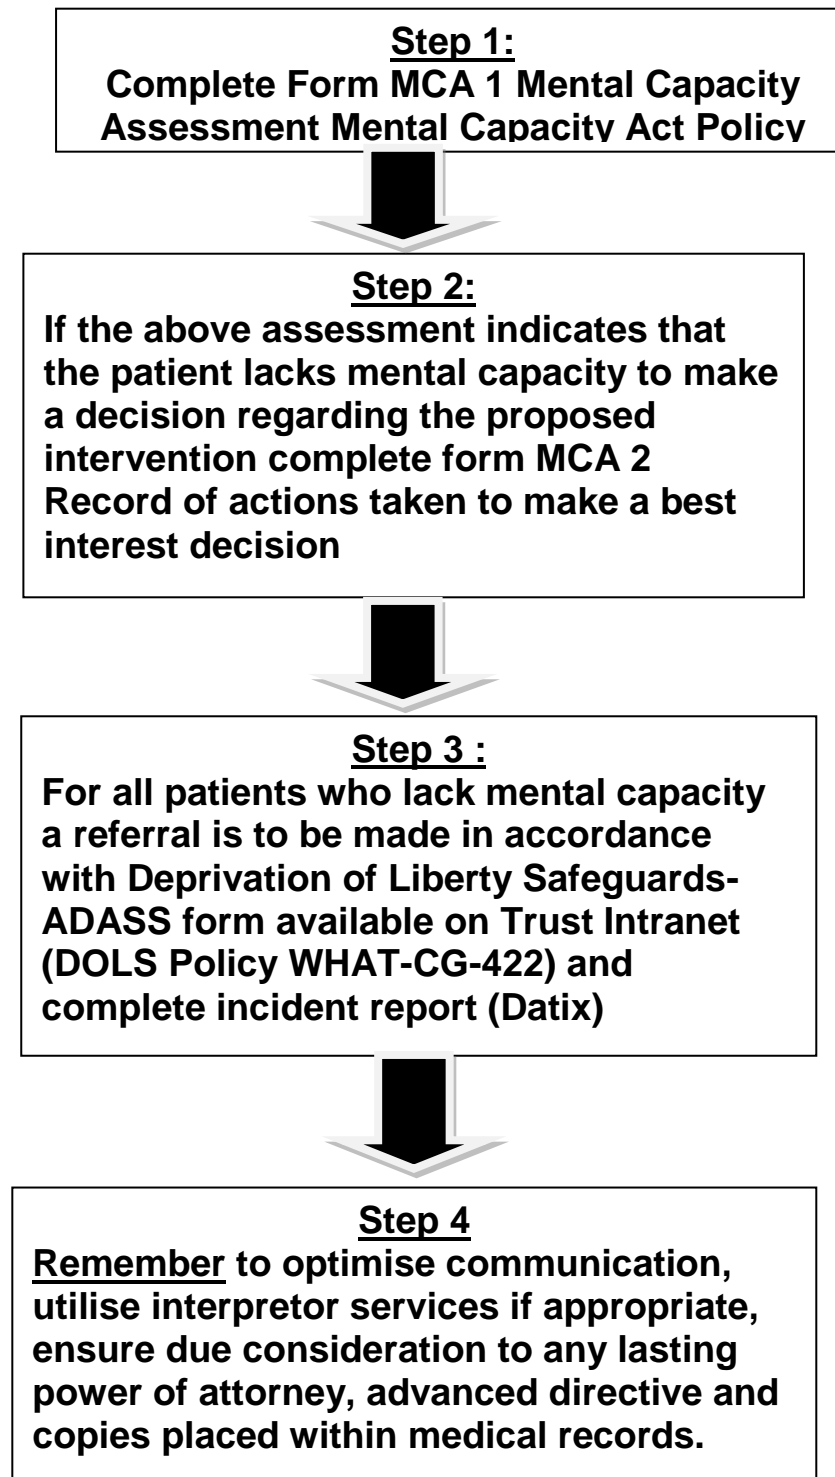 Step 1:
Complete Form MCA 1 Mental Capacity
Assessment Mental Capacity Act Policy
Step 2:
If the above assessment indicates that
the patient lacks mental capacity to make
a decision regarding the proposed
intervention complete form MCA 2
Record of actions taken to make a best
interest decision
Step 3 :
For all patients who lack mental capacity
a referral is to be made in accordance
with Deprivation of Liberty Safeguards-
ADASS form available on Trust Intranet
(DOLS Policy WHAT-CG-422) and
complete incident report (Datix)
Step 4
Remember to optimise communication,
utilise interpretor services if appropriate,
ensure due consideration to any lasting
power of attorney, advanced directive and
copies placed within medical records.